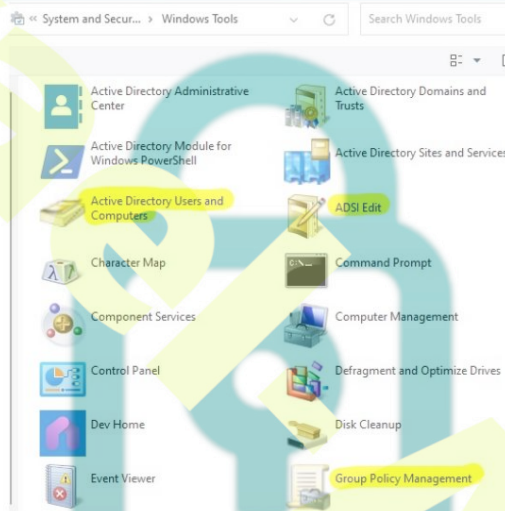 « System and Secur... > Windows Tools
Search Windows Tools
Active Directory Administrative
Center
Active Directory Domains and
Trusts
Active Directory Module for
Windows PowerShell
Active Directory Sites and Services
Active Directory Users and
Computers
ADSI Edit
Character Map
Command Prompt
Component Services
Computer Management
Control Panel
Defragment and Optimize Drives
Dev Home
Disk Cleanup
Event Viewer
Group Policy Management